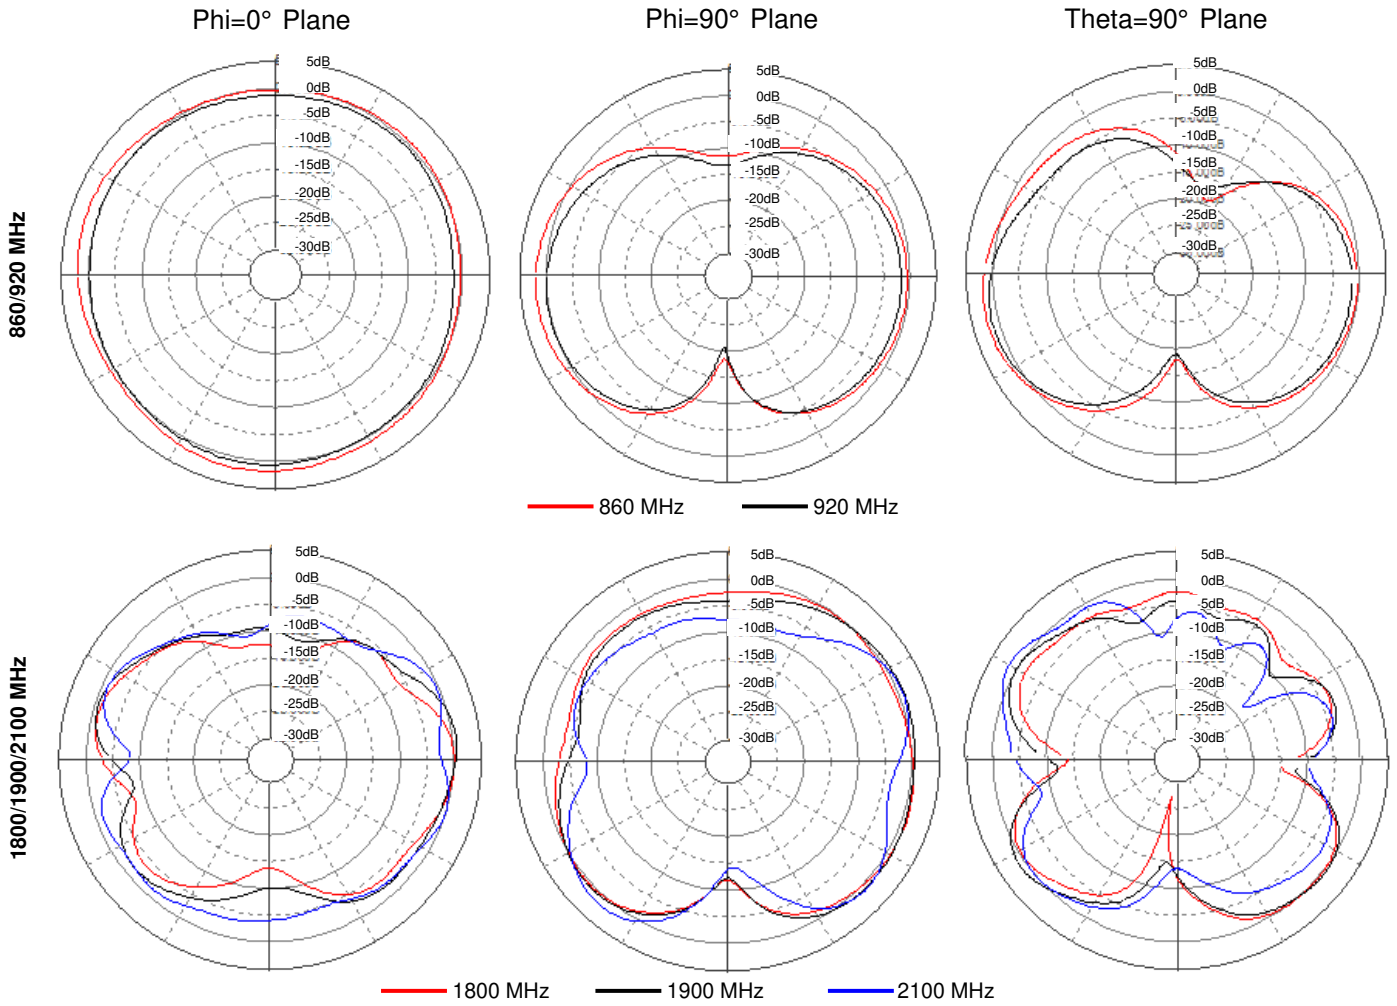 Phi=0° Plane
Phi=90° Plane
Theta=90° Plane
860/920 MHz
5dB
0dB
-5dB
-10dB
-15dB
-20dB
-25dB
-30dB
5dB
0dB
-5dB
-10dB
-15dB
-20dB
-25dB
-30dB
5dB
0dB
-5dB
-10dB
-15dB
-20dB
-25dB
-30dB
860 MHz
920 MHz
1800/1900/2100 MHz
5dB
0dB
-5dB
-10dB
-15dB
-20dB
-25dB
-30dB
5dB
0dB
-5dB
-10dB
-15dB
-20dB
-25dB
-30dB
5dB
0dB
-5dB
-10dB
-15dB
-20dB
-25dB
-30dB
1800 MHz
1900 MHz
2100 MHz